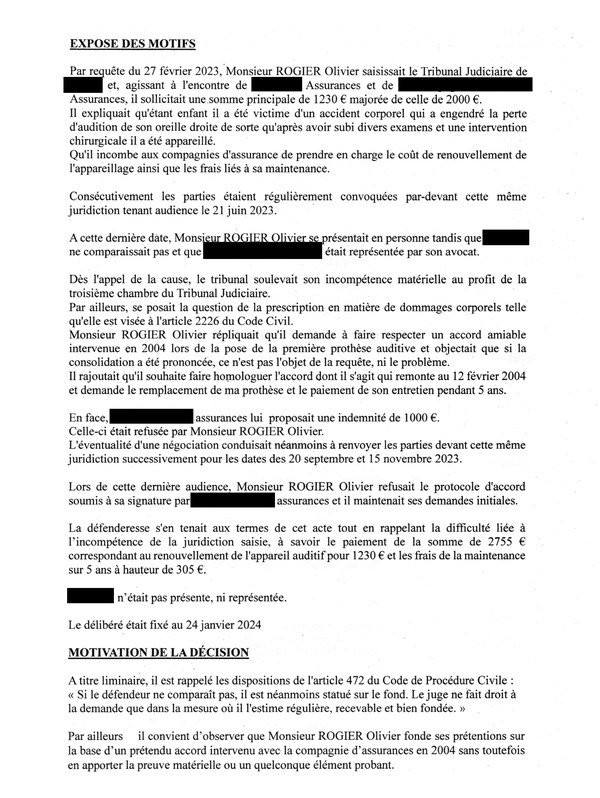 EXPOSE DES MOTIFS
Par requête du 27 février 2023, Monsieur ROGIER Olivier saisissait le Tribunal Judiciaire de
et, agissant à l'encontre de Assurances et de
Assurances, il sollicitait une somme principale de 1230 € majorée de celle de 2000 €.
Il expliquait qu'étant enfant il a été victime d'un accident corporel qui a engendré la perte
d'audition de son oreille droite de sorte qu'après avoir subi divers examens et une intervention
chirurgicale il a été appareillé.
Qu'il incombe aux compagnies d'assurance de prendre en charge le coût de renouvellement de
l'appareillage ainsi que les frais liés à sa maintenance.
Consécutivement les parties étaient régulièrement convoquées par-devant cette même
juridiction tenant audience le 21 juin 2023.
A cette dernière date, Monsieur ROGIER Olivier se présentait en personne tandis que
ne comparaissait pas et que était représentée par son avocat.
Dès l'appel de la cause, le tribunal soulevait son incompétence matérielle au profit de la
troisième chambre du Tribunal Judiciaire.
Par ailleurs, se posait la question de la prescription en matière de dommages corporels telle
qu'elle est visée à l'article 2226 du Code Civil.
Monsieur ROGIER Olivier répliquait qu'il demande à faire respecter un accord amiable
intervenue en 2004 lors de la pose de la première prothèse auditive et objectait que si la
consolidation a été prononcée, ce n'est pas l'objet de la requête, ni le problème.
Il rajoutait qu'il souhaite faire homologuer l'accord dont il s'agit qui remonte au 12 février 2004
et demande le remplacement de ma prothèse et le paiement de son entretien pendant 5 ans.
En face, assurances lui proposait une indemnité de 1000 €.
Celle-ci était refusée par Monsieur ROGIER Olivier.
L'éventualité d'une négociation conduisait néanmoins à renvoyer les parties devant cette même
juridiction successivement pour les dates des 20 septembre et 15 novembre 2023.
Lors de cette dernière audience, Monsieur ROGIER Olivier refusait le protocole d'accord
soumis à sa signature par assurances et il maintenait ses demandes initiales.
La défenderesse s'en tenait aux termes de cet acte tout en rappelant la difficulté liée à
l'incompétence de la juridiction saisie, à savoir le paiement de la somme de 2755 €
correspondant au renouvellement de l'appareil auditif pour 1230 € et les frais de la maintenance
sur 5 ans à hauteur de 305 €.
n'était pas présente, ni représentée.
Le délibéré était fixé au 24 janvier 2024
MOTIVATION DE LA DÉCISION
A titre liminaire, il est rappelé les dispositions de l'article 472 du Code de Procédure Civile :
« Si le défendeur ne comparaît pas, il est néanmoins statué sur le fond. Le juge ne fait droit à
la demande que dans la mesure où il l'estime régulière, recevable et bien fondée. »
Par ailleurs il convient d'observer que Monsieur ROGIER Olivier fonde ses prétentions sur
la base d'un prétendu accord intervenu avec la compagnie d'assurances en 2004 sans toutefois
en apporter la preuve matérielle ou un quelconque élément probant.